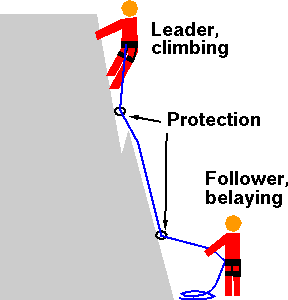 Leader,
climbing
Protection
Follower,
belaying